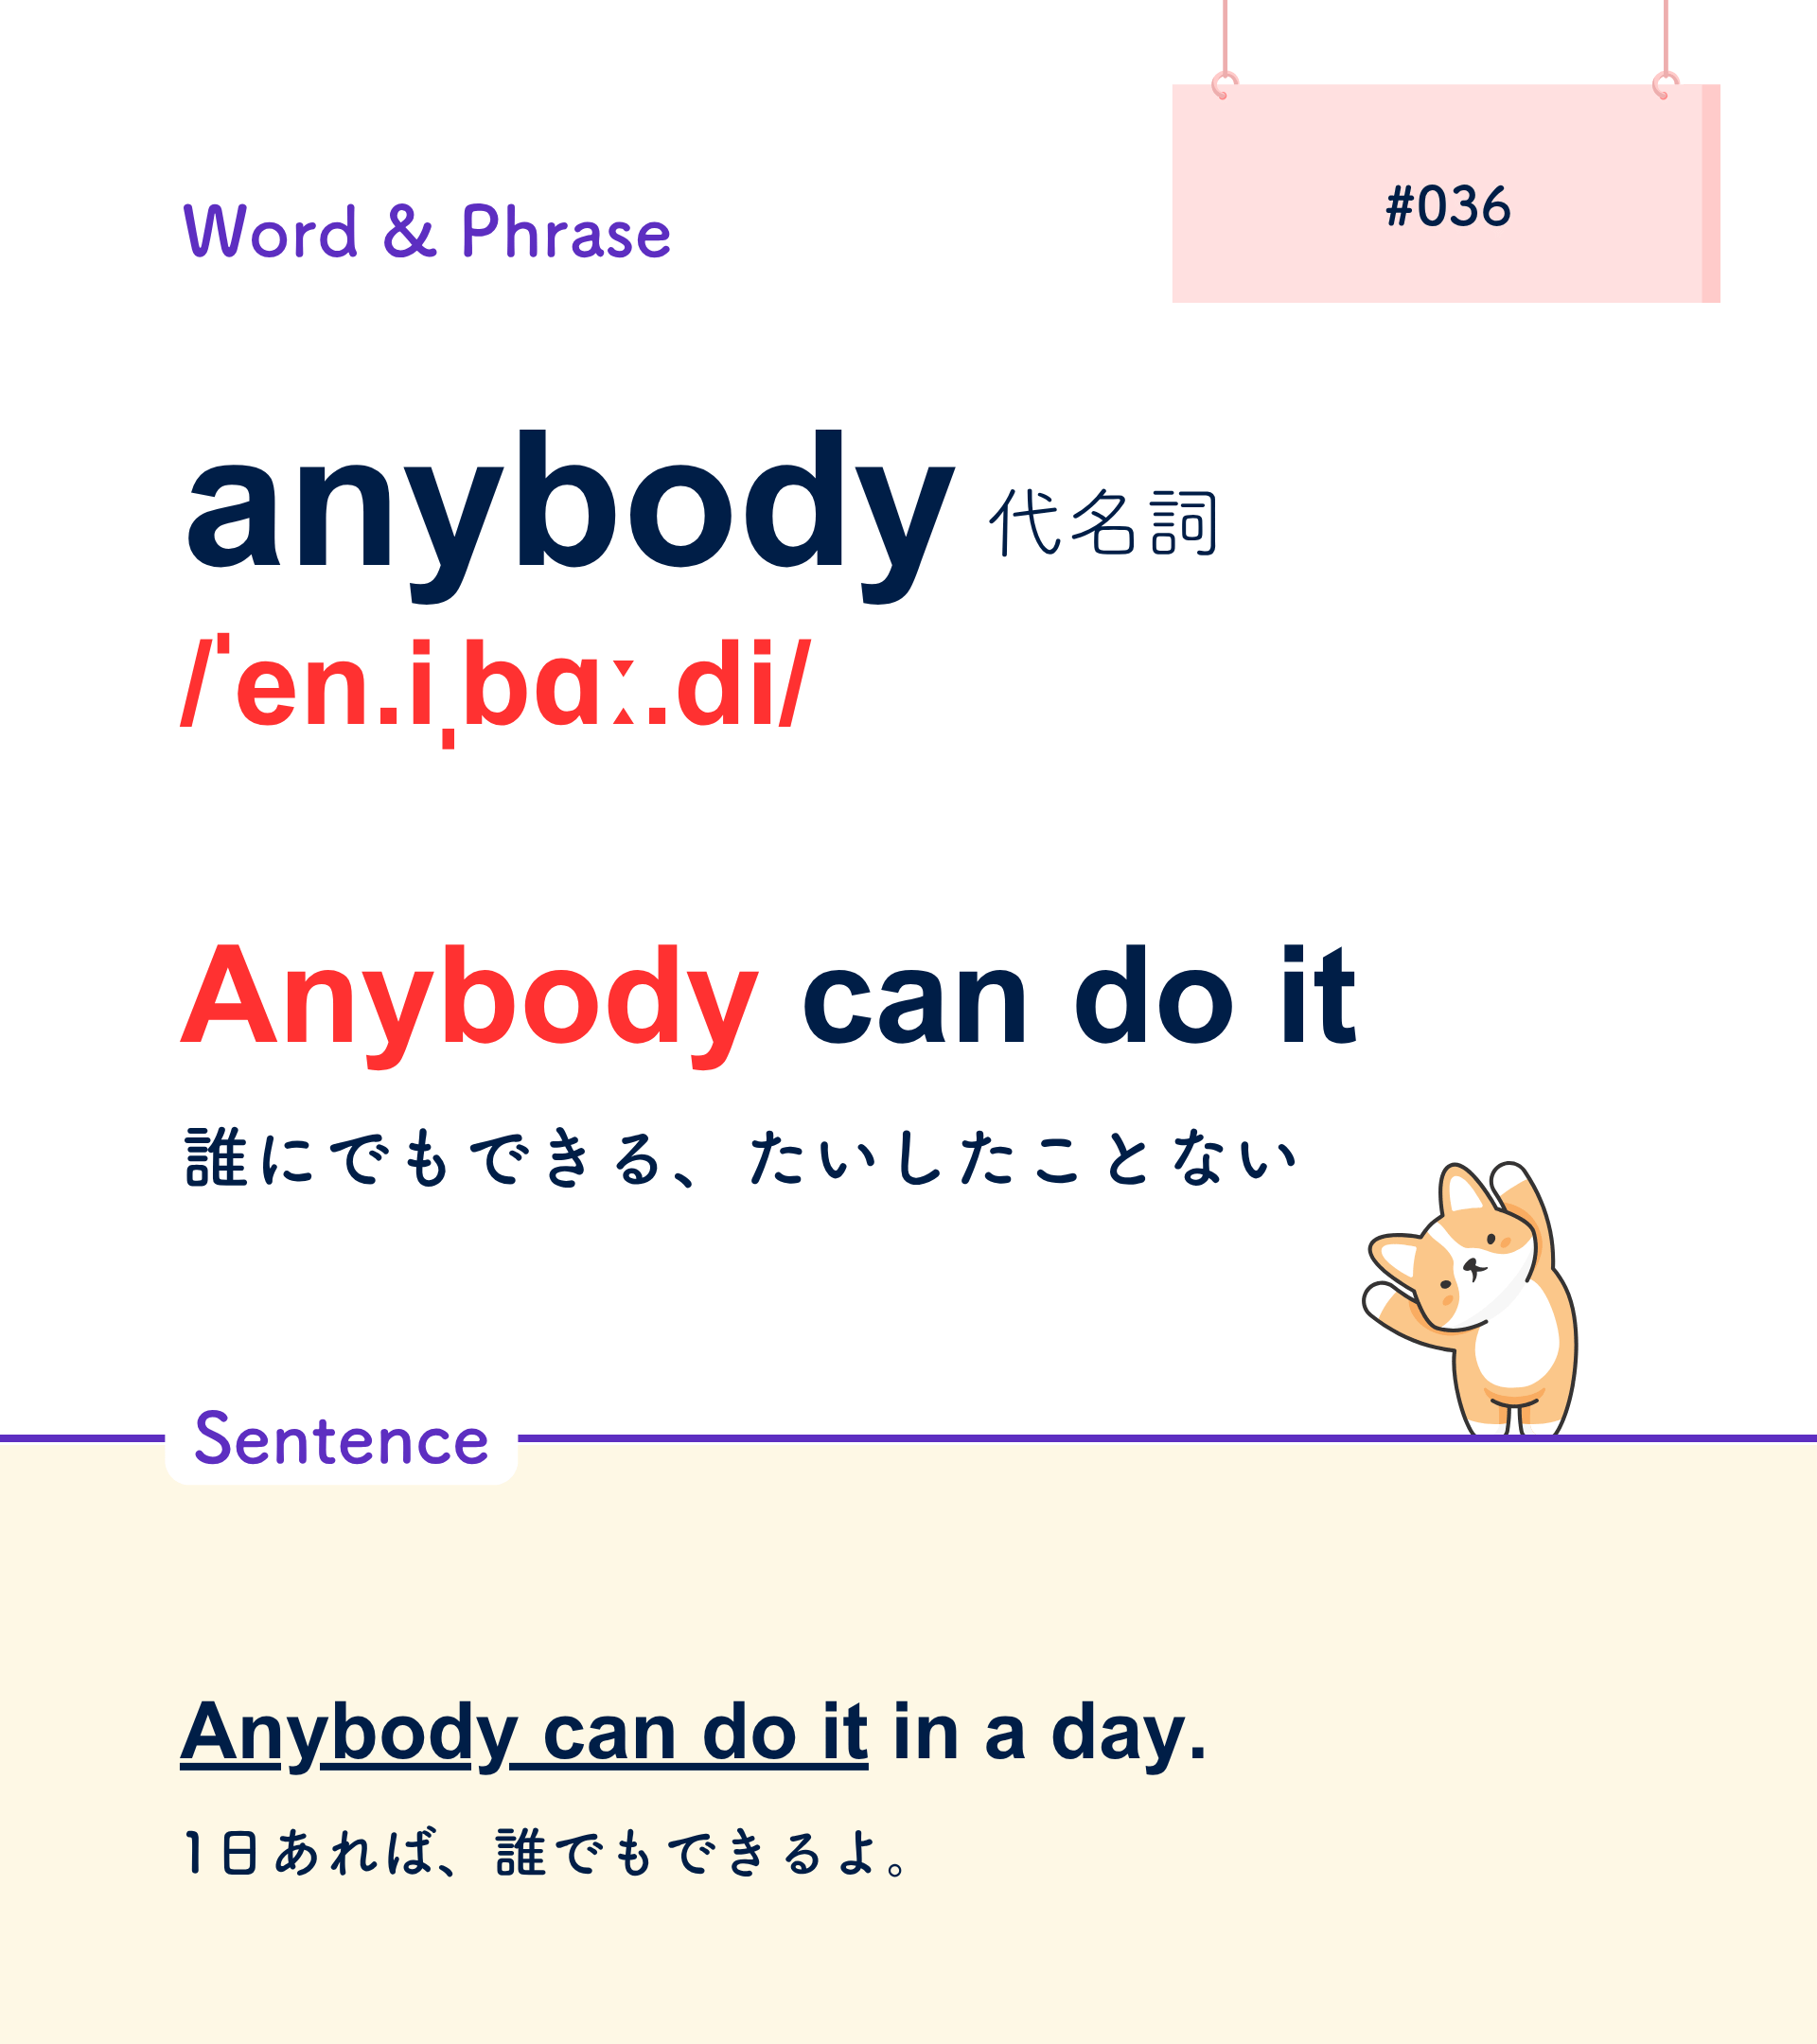 Word & Phrase
#036
anybody 代名詞
/ˈen.iˌbɑː.di/
Anybody can do it
誰にでもできる、たいしたことない
Sentence
Anybody can do it in a day.
1日あれば、誰でもできるよ。